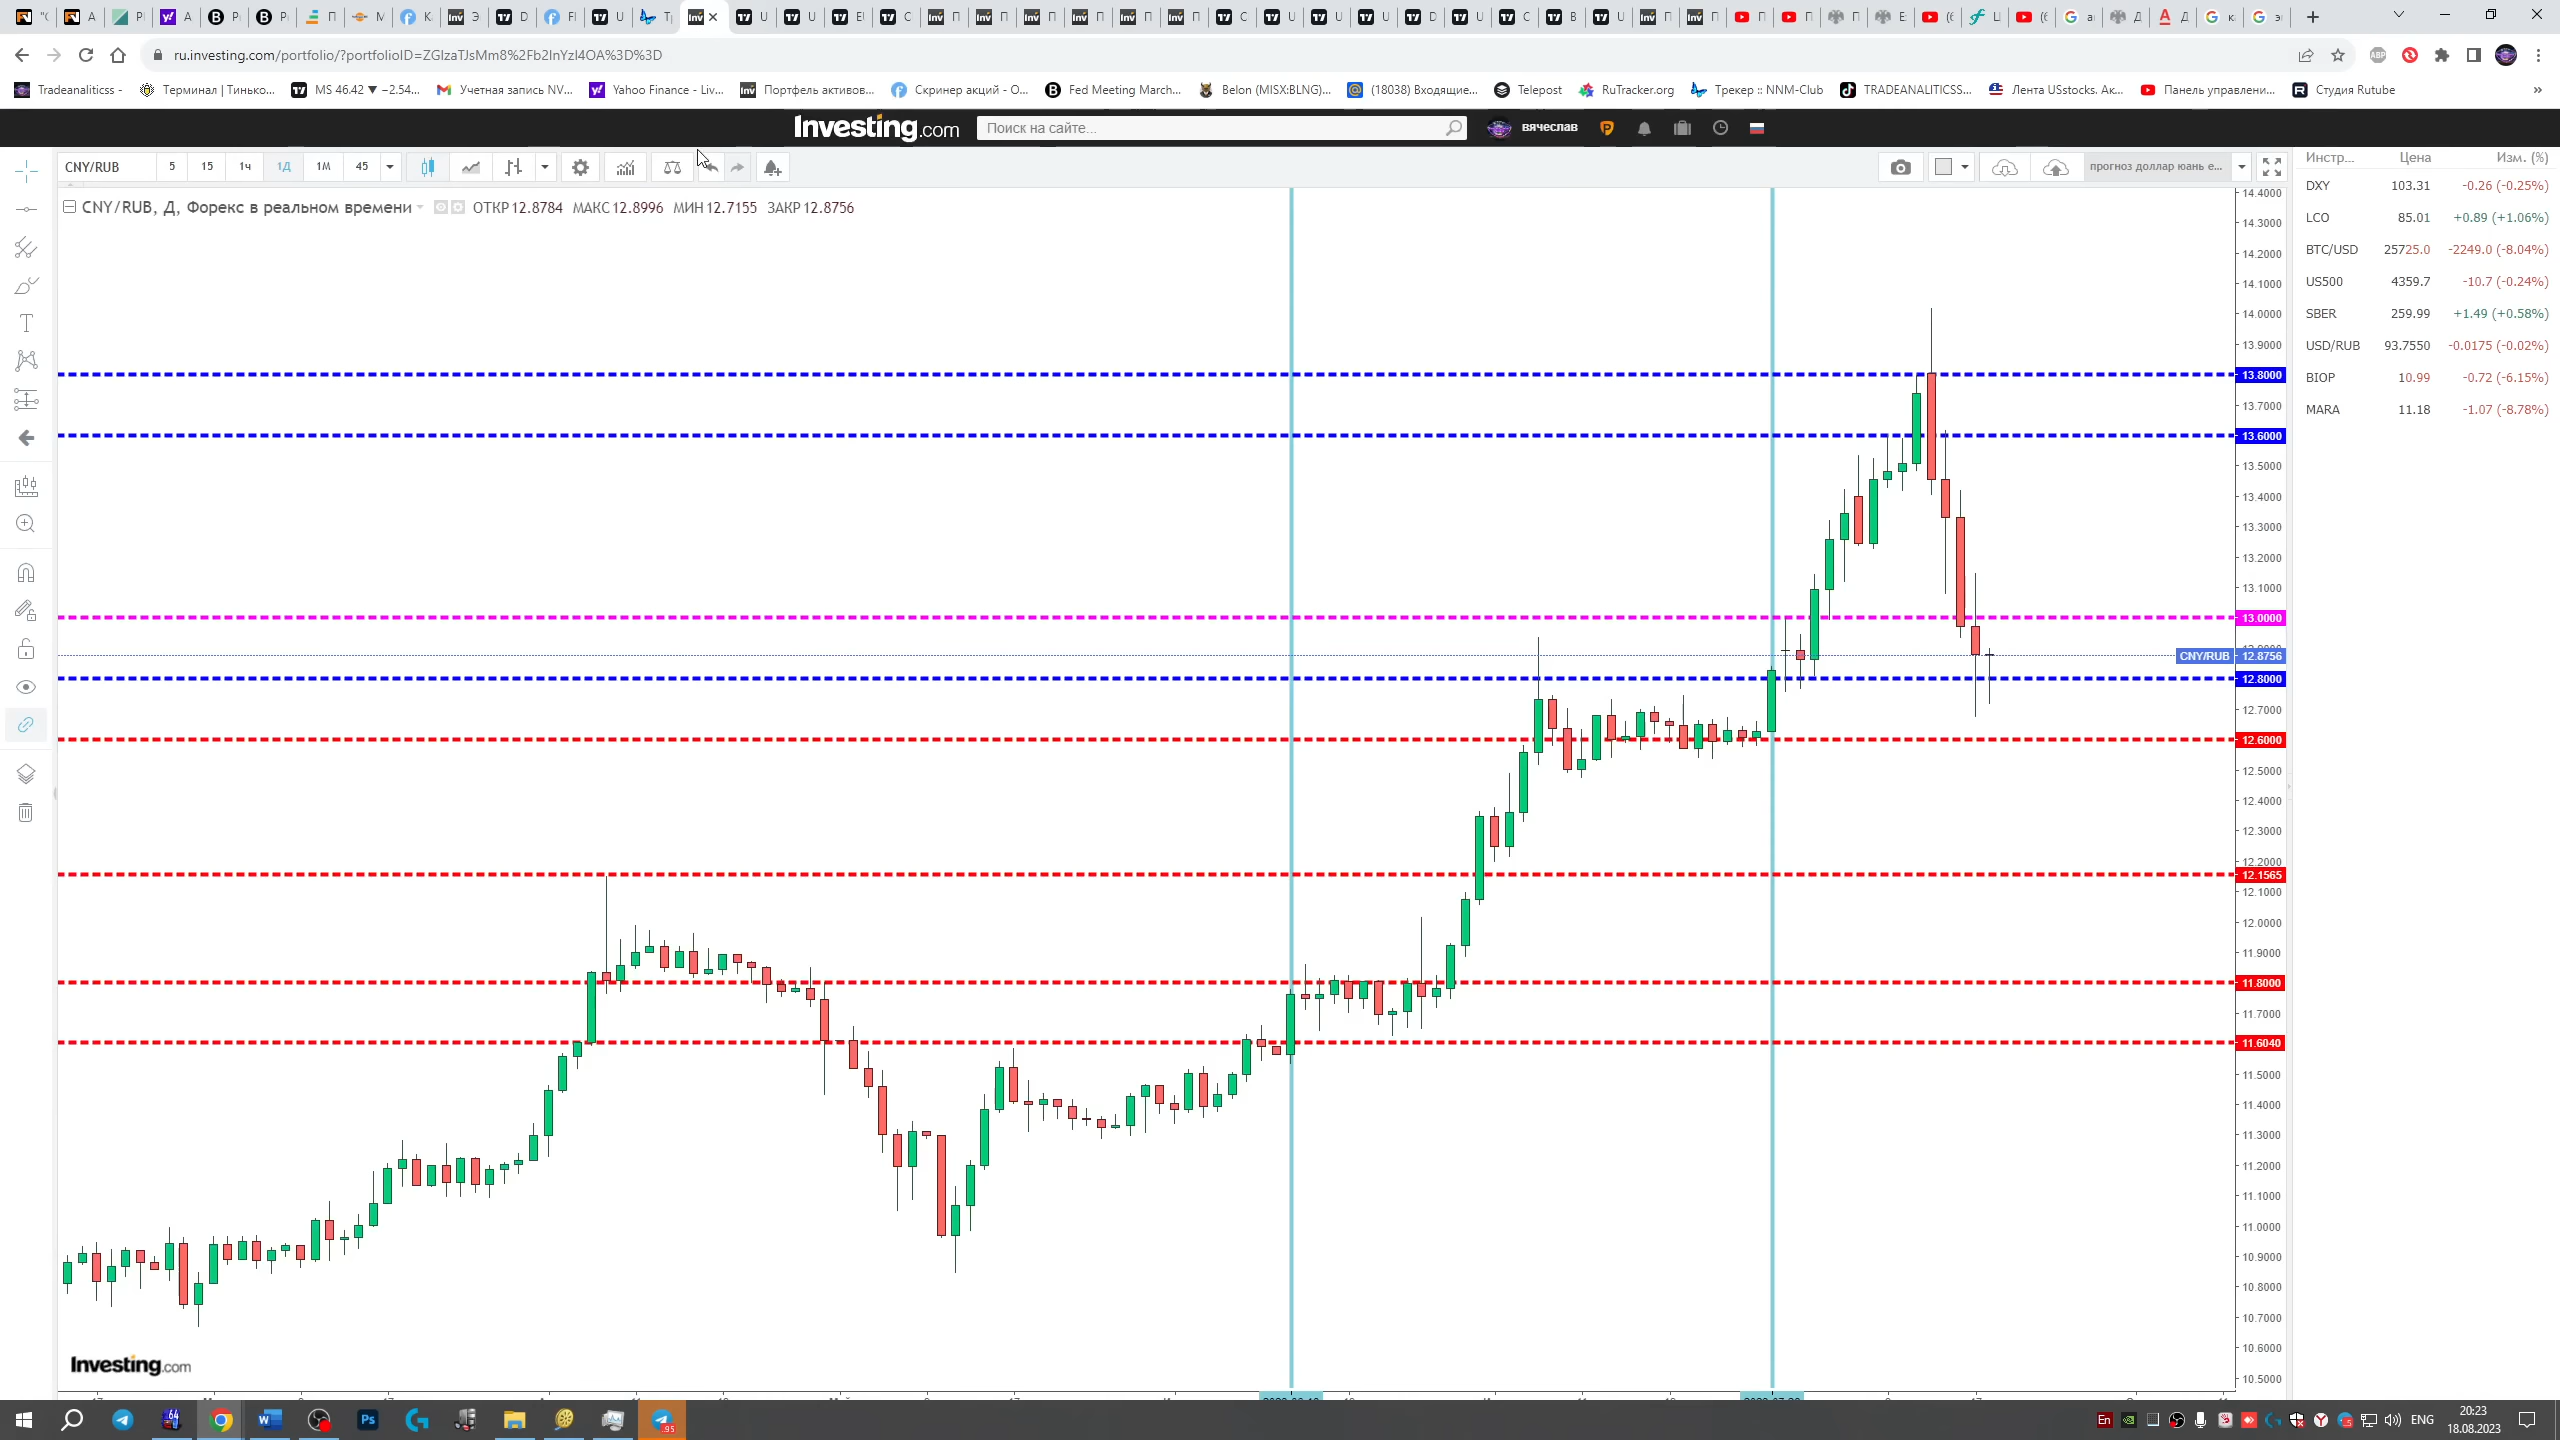 ru.investing.com/portfolio/?portfolioID=ZGIzaTJsMm8%2Fb2InYzI4OA%3D%3D
Tradeanaliticss -
Терминал | Тинько...
MS 46.42 ▼ −2.54...
Учетная запись NV...
Yahoo Finance - Liv...
Портфель активов...
Скринер акций - О...
Fed Meeting March...
Belon (MISX:BLNG)...
(18038) Входящие...
Telepost
RuTracker.org
Трекер :: NNM-Club
TRADEANALITICSS...
Лента USstocks. Ак...
Панель управлени...
Студия Rutube
»
Investing.com
Поиск на сайте...
вячеслав
CNY/RUB
5
15
1ч
1Д
1М
45
прогноз доллар юань е...
CNY/RUB, Д, Форекс в реальном времени
ОТКР 12.8784 МАКС 12.8996 МИН 12.7155 ЗАКР 12.8756
Инстр... Цена Изм. (%)
DXY 103.31 -0.26 (-0.25%)
LCO 85.01 +0.89 (+1.06%)
BTC/USD 25725.0 -2249.0 (-8.04%)
US500 4359.7 -10.7 (-0.24%)
SBER 259.99 +1.49 (+0.58%)
USD/RUB 93.7550 -0.0175 (-0.02%)
BIOP 10.99 -0.72 (-6.15%)
MARA 11.18 -1.07 (-8.78%)
14.4000
14.3000
14.2000
14.1000
14.0000
13.9000
13.8000
13.7000
13.6000
13.5000
13.4000
13.3000
13.2000
13.1000
13.0000
CNY/RUB 12.8756
12.8000
12.7000
12.6000
12.5000
12.4000
12.3000
12.2000
12.1565
12.1000
12.0000
11.9000
11.8000
11.7000
11.6040
11.5000
11.4000
11.3000
11.2000
11.1000
11.0000
10.9000
10.8000
10.7000
10.6000
10.5000
Investing.com
64
Ps
95
En
ENG
20:23
18.08.2023